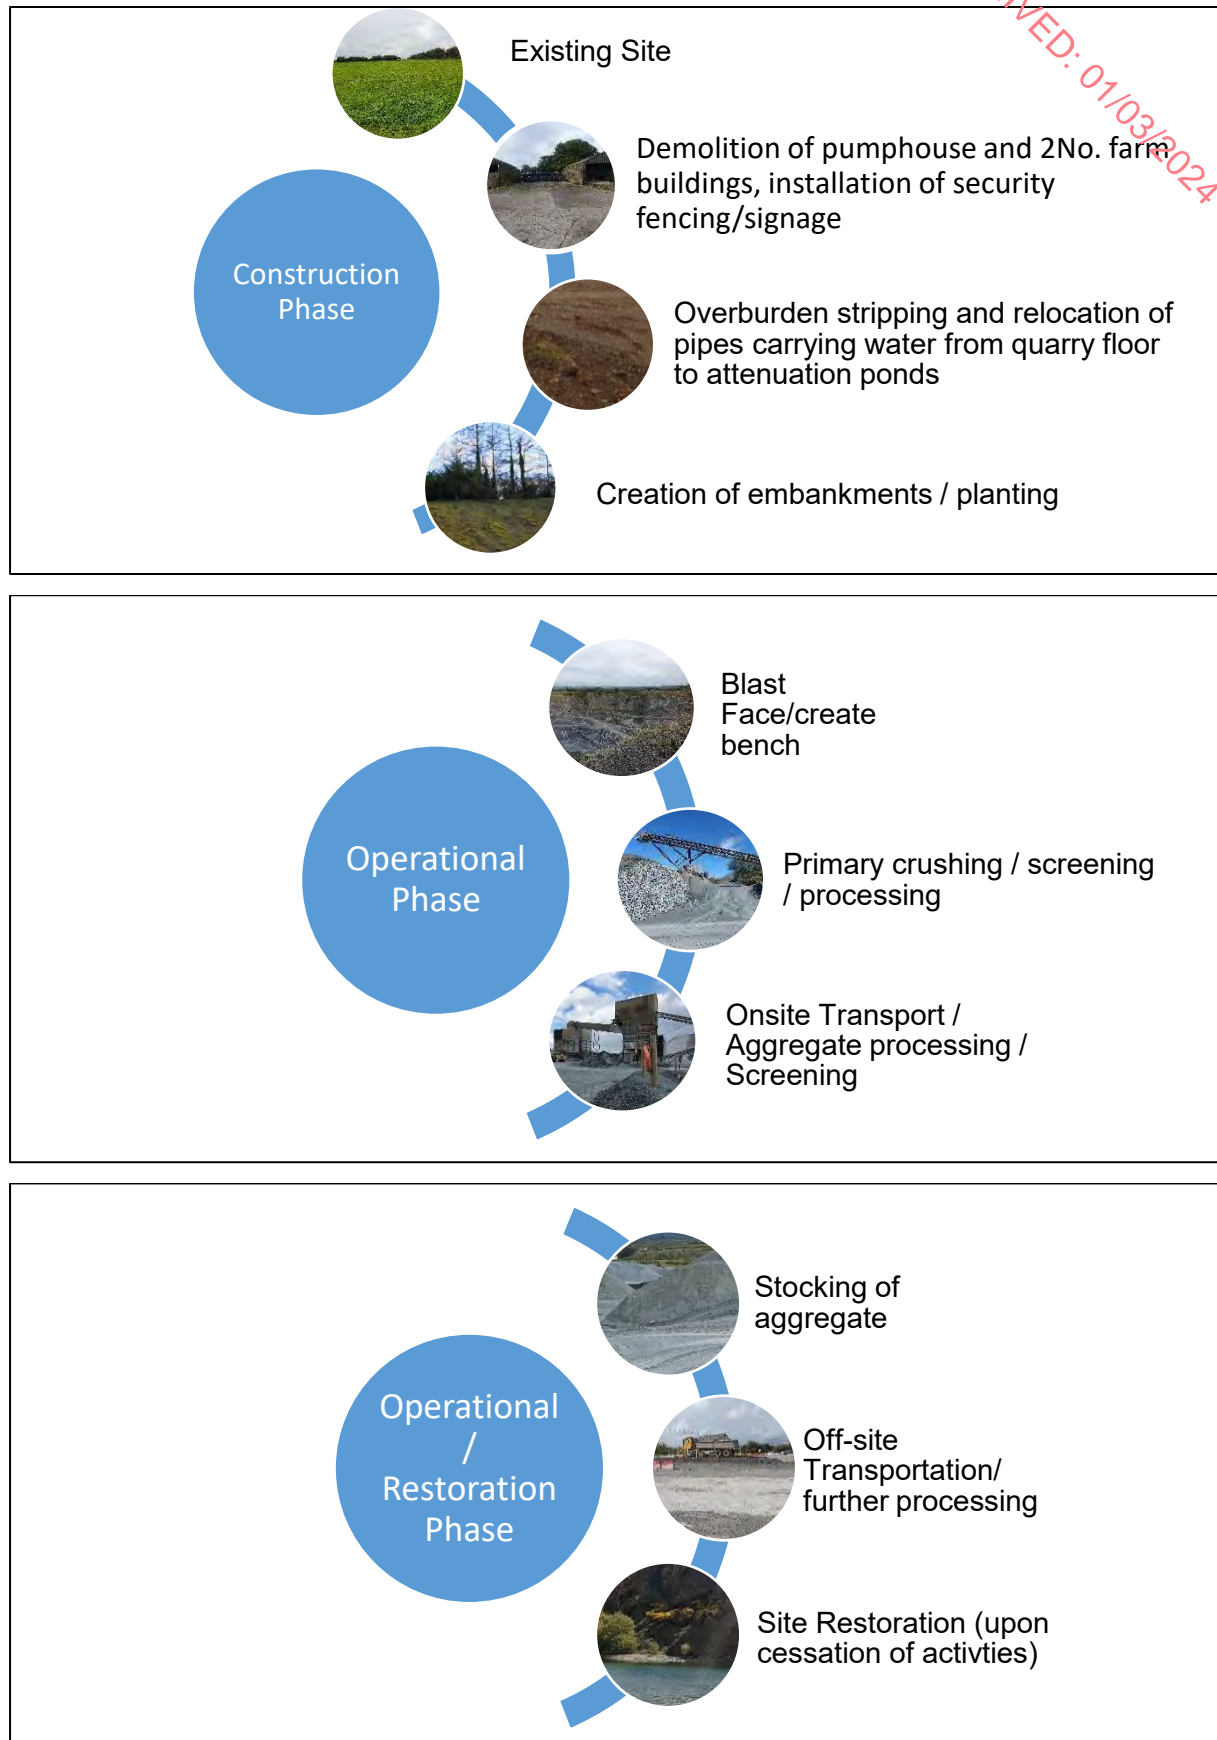 IVED: 01/03/2024
Existing Site
Demolition of pumphouse and 2No. farm
buildings, installation of security
fencing/signage
Construction
Phase
Overburden stripping and relocation of
pipes carrying water from quarry floor
to attenuation ponds
Creation of embankments / planting
Blast
Face/create
bench
Operational
Phase
Primary crushing / screening
/ processing
Onsite Transport /
Aggregate processing /
Screening
Stocking of
aggregate
Operational
/
Restoration
Phase
Off-site
Transportation/
further processing
Site Restoration (upon
cessation of activties)